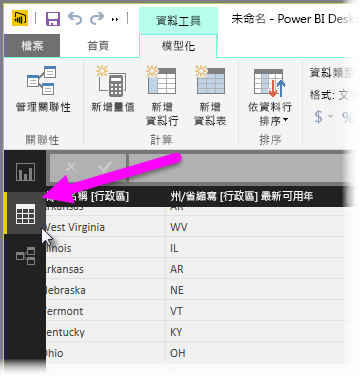 資料工具
未命名 - Power BI Desk
檔案
首頁
模型化
管理關聯性
新增量值
新增
資料行
新增
資料表
依資料行
排序
資料類型
格式: 文
$ %
關聯性
計算
排序
名稱 [行政區]
州/省縮寫 [行政區] 最新可用年
Arkansas AR
West Virginia WV
Illinois IL
Arkansas AR
Nebraska NE
Vermont VT
Kentucky KY
Ohio OH